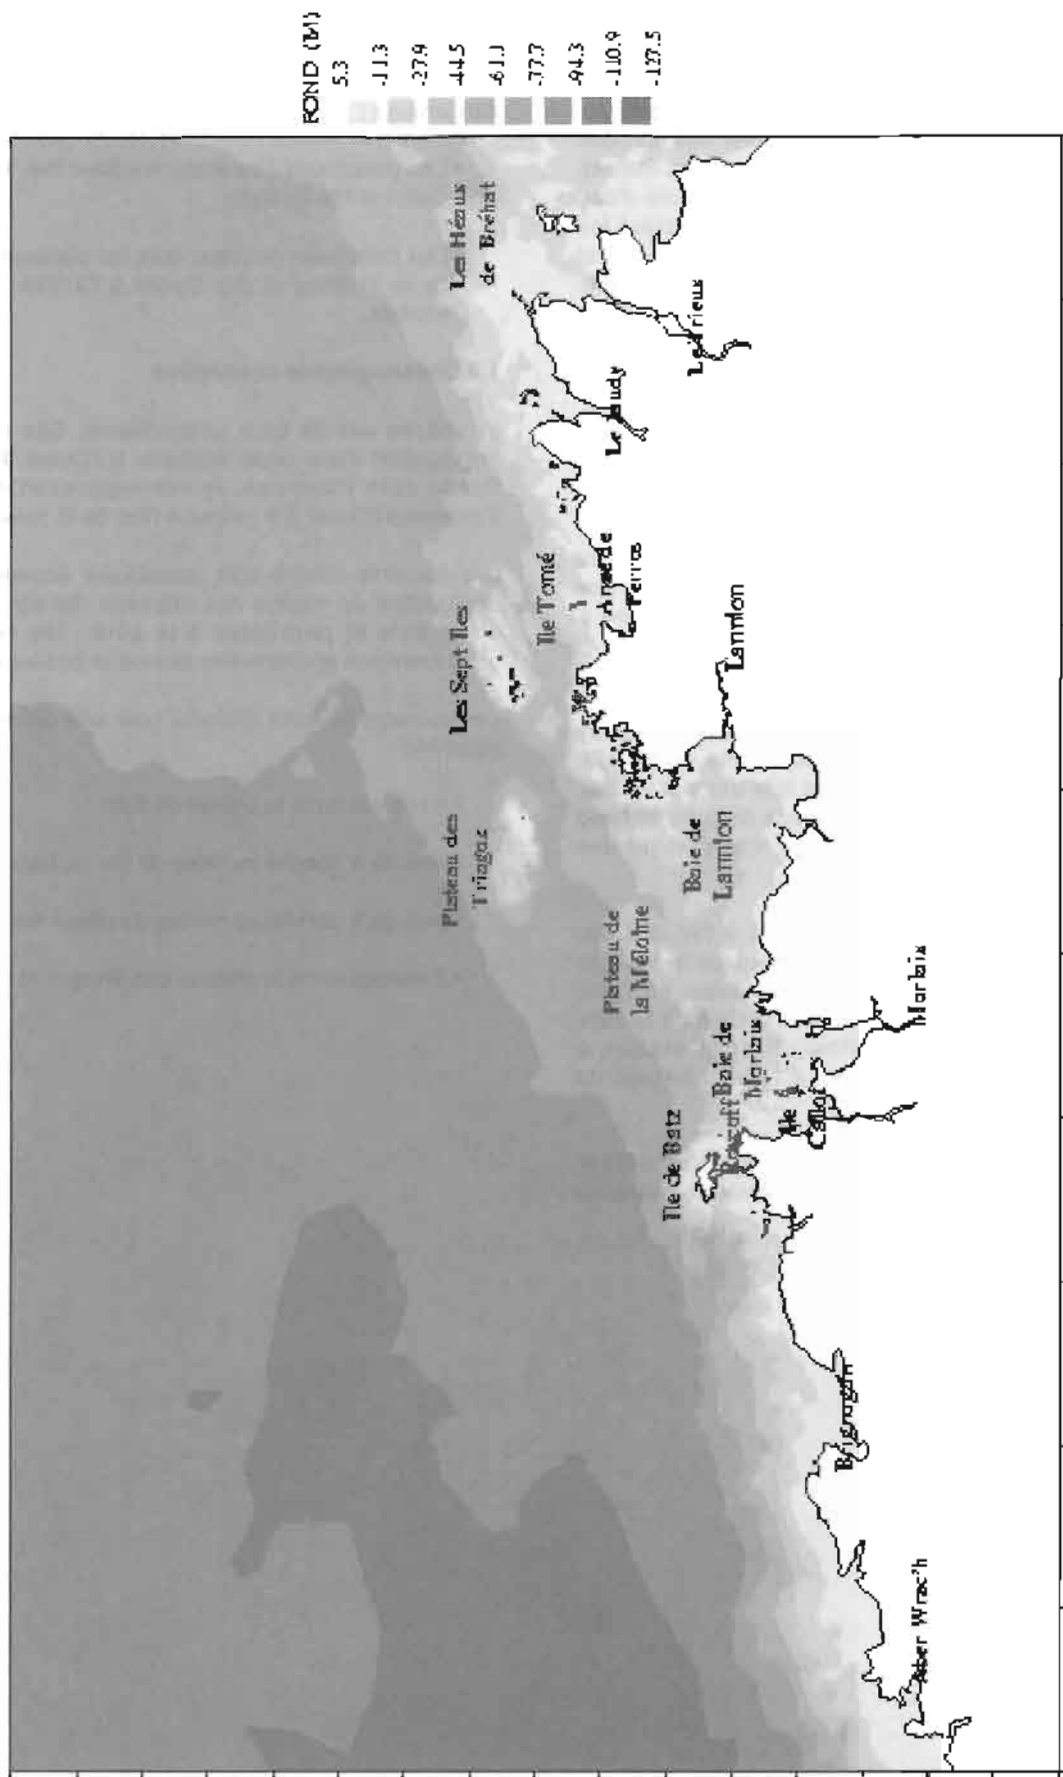 FOND (M)
5.3
-11.3
-27.9
-44.5
-61.1
-77.7
-94.3
-110.9
-127.5
Les Héaux
de Bréhat
Le Trieux
Le Jaudy
Ile Tomé
Anse de
Perros
Les Sept Iles
Lannion
Plateau des
Triagoz
Baie de
Lannion
Plateau de
la Méloine
Baie de
Morlaix
Morlaix
Ile de Batz
Roscoff
Ile
Callot
Brignogan
Aber Wrac'h